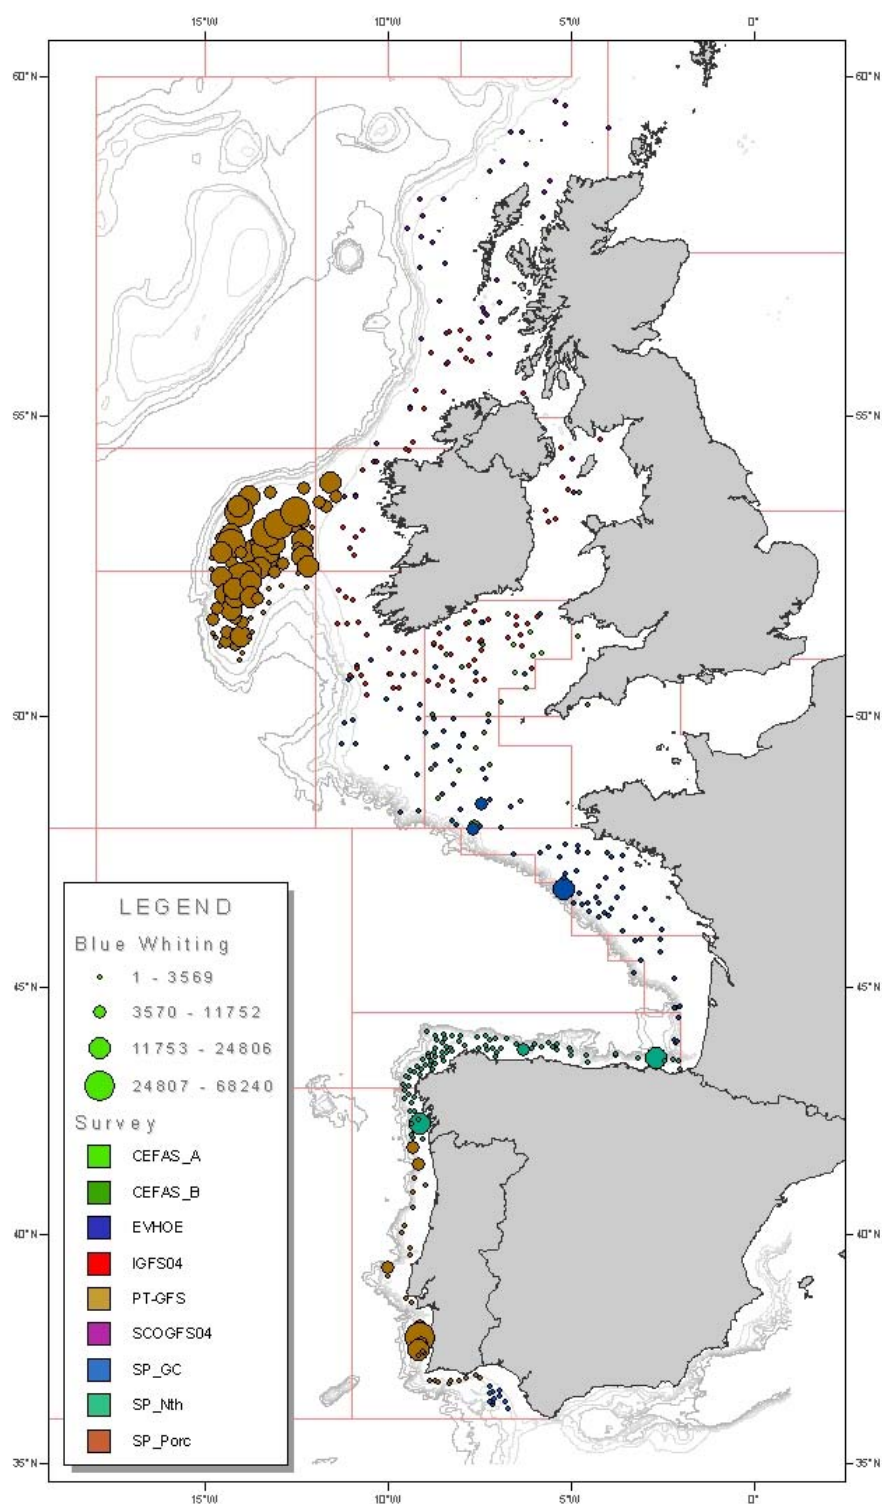 15°W 10°W 5°W 0°
60°N 60°N
55°N 55°N
50°N 50°N
45°N 45°N
40°N 40°N
35°N 35°N
LEGEND
Blue Whiting
1 - 3569
3570 - 11752
11753 - 24806
24807 - 68240
Survey
CEFAS_A
CEFAS_B
EVHOE
IGFS04
PT-GFS
SCOGFS04
SP_GC
SP_Nth
SP_Porc
15°W 10°W 5°W 0°